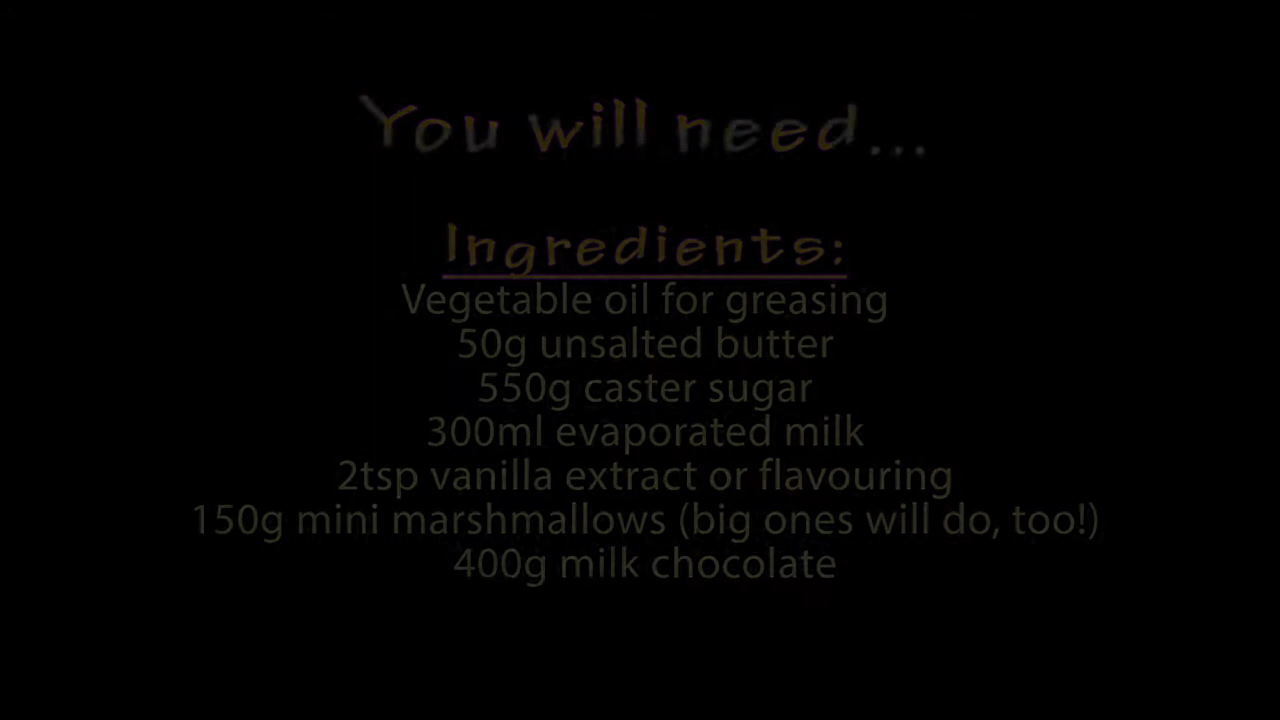 You will need...
Ingredients:
Vegetable oil for greasing
50g unsalted butter
550g caster sugar
300ml evaporated milk
2tsp vanilla extract or flavouring
150g mini marshmallows (big ones will do, too!)
400g milk chocolate